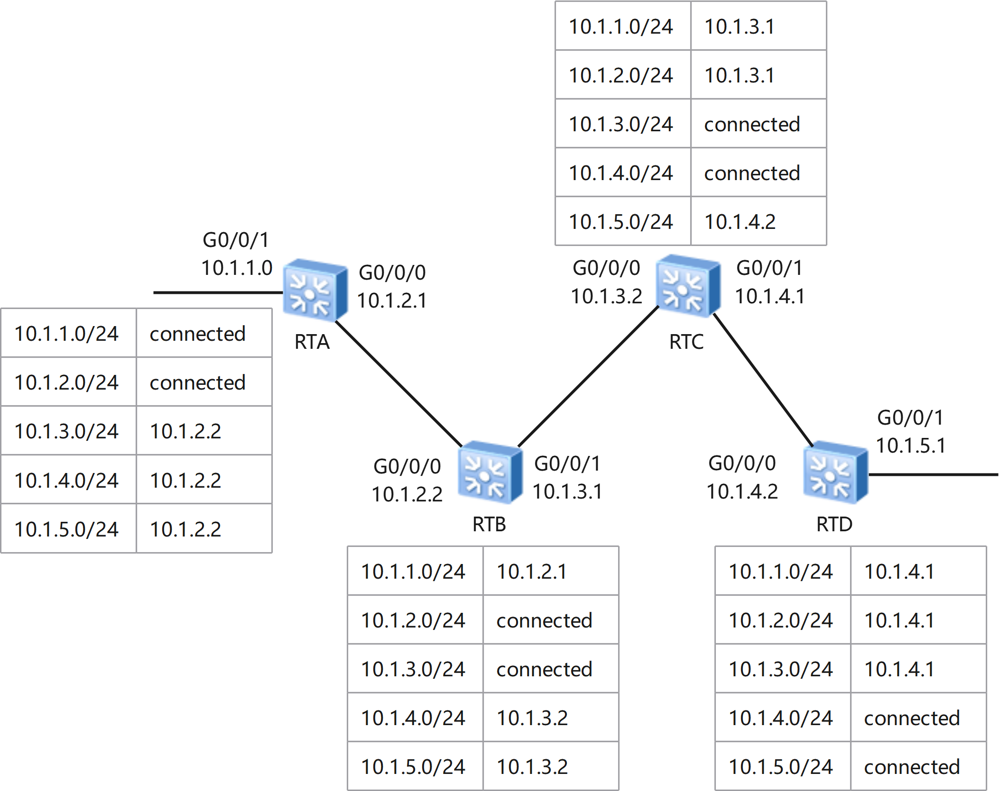 10.1.1.0/24 10.1.3.1
10.1.2.0/24 10.1.3.1
10.1.3.0/24 connected
10.1.4.0/24 connected
10.1.5.0/24 10.1.4.2
G0/0/1
10.1.1.0
G0/0/0
10.1.2.1
RTA
G0/0/0
10.1.3.2
G0/0/1
10.1.4.1
RTC
10.1.1.0/24 connected
10.1.2.0/24 connected
10.1.3.0/24 10.1.2.2
10.1.4.0/24 10.1.2.2
10.1.5.0/24 10.1.2.2
G0/0/0
10.1.2.2
G0/0/1
10.1.3.1
RTB
G0/0/0
10.1.4.2
G0/0/1
10.1.5.1
RTD
10.1.1.0/24 10.1.2.1
10.1.2.0/24 connected
10.1.3.0/24 connected
10.1.4.0/24 10.1.3.2
10.1.5.0/24 10.1.3.2
10.1.1.0/24 10.1.4.1
10.1.2.0/24 10.1.4.1
10.1.3.0/24 10.1.4.1
10.1.4.0/24 connected
10.1.5.0/24 connected